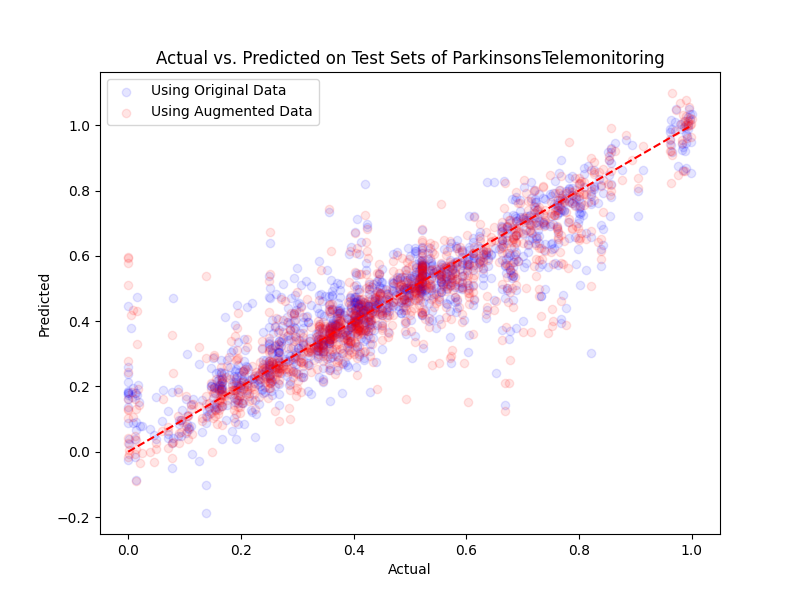 Actual vs. Predicted on Test Sets of ParkinsonsTelemonitoring
Using Original Data
Using Augmented Data
1.0
0.8
0.6
0.4
0.2
0.0
−0.2
Predicted
0.0 0.2 0.4 0.6 0.8 1.0
Actual